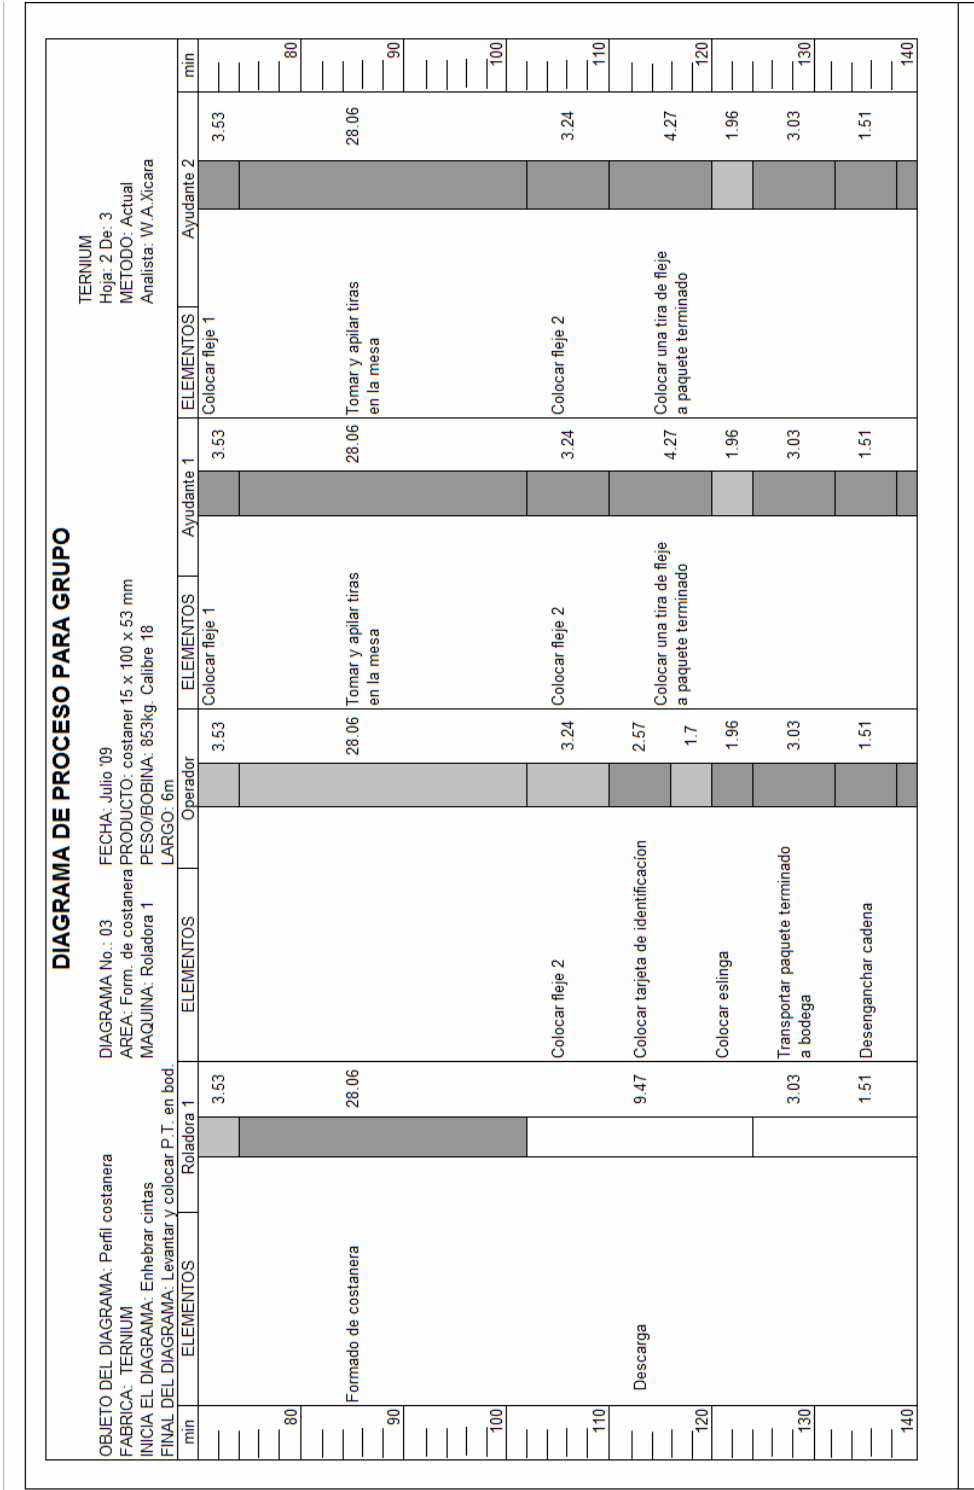 DIAGRAMA DE PROCESO PARA GRUPO
OBJETO DEL DIAGRAMA: Perfil costanera
FABRICA: TERNIUM
INICIA EL DIAGRAMA: Enhebrar cintas
FINAL DEL DIAGRAMA: Levantar y colocar P.T. en bod.
DIAGRAMA No.: 03 FECHA: Julio '09
AREA: Form. de costanera PRODUCTO: costaner 15 x 100 x 53 mm
MAQUINA: Roladora 1 PESO/BOBINA: 853kg. Calibre 18
LARGO: 6m
TERNIUM
Hoja: 2 De: 3
METODO: Actual
Analista: W.A.Xicara
min ELEMENTOS Roladora 1 ELEMENTOS Operador ELEMENTOS Ayudante 1 ELEMENTOS Ayudante 2 min
3.53 3.53 Colocar fleje 1 3.53 Colocar fleje 1 3.53
80 80
Formado de costanera 28.06 28.06 Tomar y apilar tiras 28.06 Tomar y apilar tiras 28.06
en la mesa en la mesa
90 90
100 100
Colocar fleje 2 3.24 Colocar fleje 2 3.24 Colocar fleje 2 3.24
110 110
Descarga 9.47 Colocar tarjeta de identificacion 2.57 Colocar una tira de fleje 4.27 Colocar una tira de fleje 4.27
a paquete terminado a paquete terminado
1.7
120 120
Colocar eslinga 1.96 1.96 1.96
3.03 Transportar paquete terminado 3.03 3.03 3.03
a bodega
130 130
1.51 Desenganchar cadena 1.51 1.51 1.51
140 140